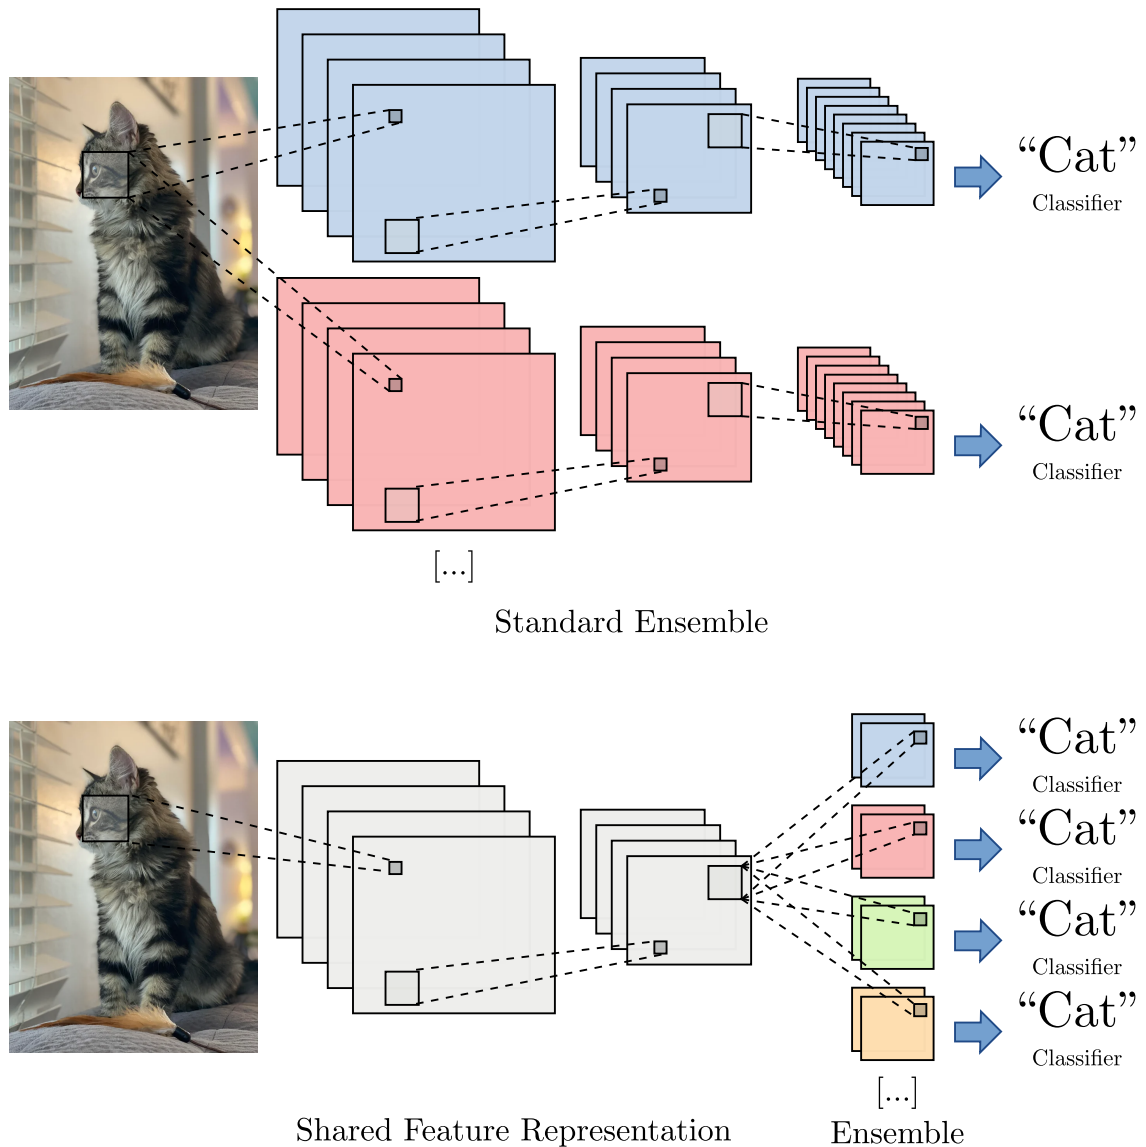 “Cat”
Classifier
“Cat”
Classifier
[...]
Standard Ensemble
“Cat”
Classifier
“Cat”
Classifier
“Cat”
Classifier
“Cat”
Classifier
[...]
Shared Feature Representation
Ensemble